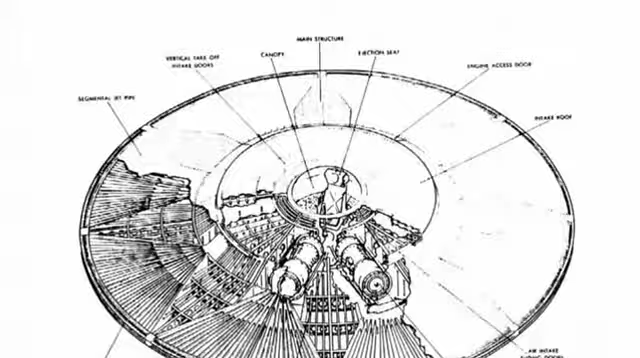 MAIN STRUCTURE
VERTICAL TAKE OFF
INTAKE DOORS
CANOPY
EJECTION SEAT
ENGINE ACCESS DOOR
SEGMENTAL JET PIPE
INTAKE ROOF
AIR INTAKE
DOORS